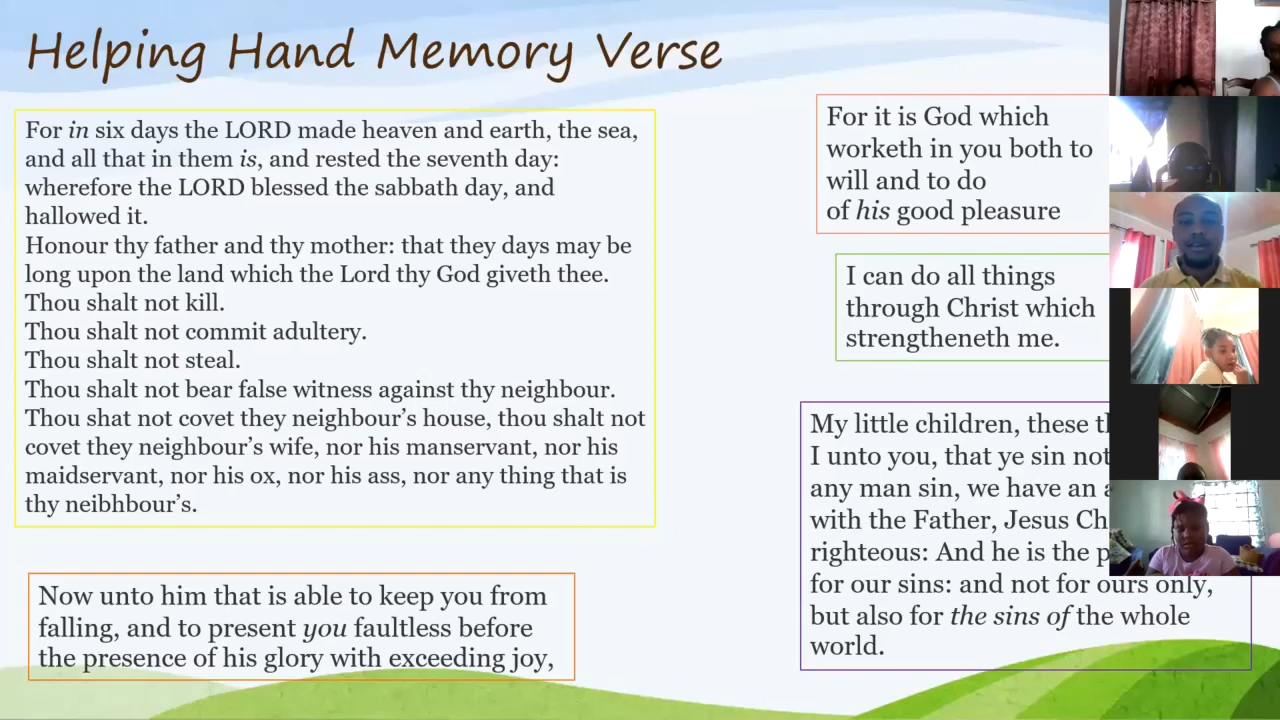 Helping Hand Memory Verse
For in six days the LORD made heaven and earth, the sea,
and all that in them is, and rested the seventh day:
wherefore the LORD blessed the sabbath day, and
hallowed it.
Honour thy father and thy mother: that they days may be
long upon the land which the Lord thy God giveth thee.
Thou shalt not kill.
Thou shalt not commit adultery.
Thou shalt not steal.
Thou shalt not bear false witness against thy neighbour.
Thou shat not covet they neighbour's house, thou shalt not
covet they neighbour's wife, nor his manservant, nor his
maidservant, nor his ox, nor his ass, nor any thing that is
thy neibhbour's.
Now unto him that is able to keep you from
falling, and to present you faultless before
the presence of his glory with exceeding joy,
For it is God which
worketh in you both to
will and to do
of his good pleasure
I can do all things
through Christ which
strengtheneth me.
My little children, these
I unto you, that ye sin not
any man sin, we have an
with the Father, Jesus
righteous: And he is the
for our sins: and not for ours only,
but also for the sins of the whole
world.